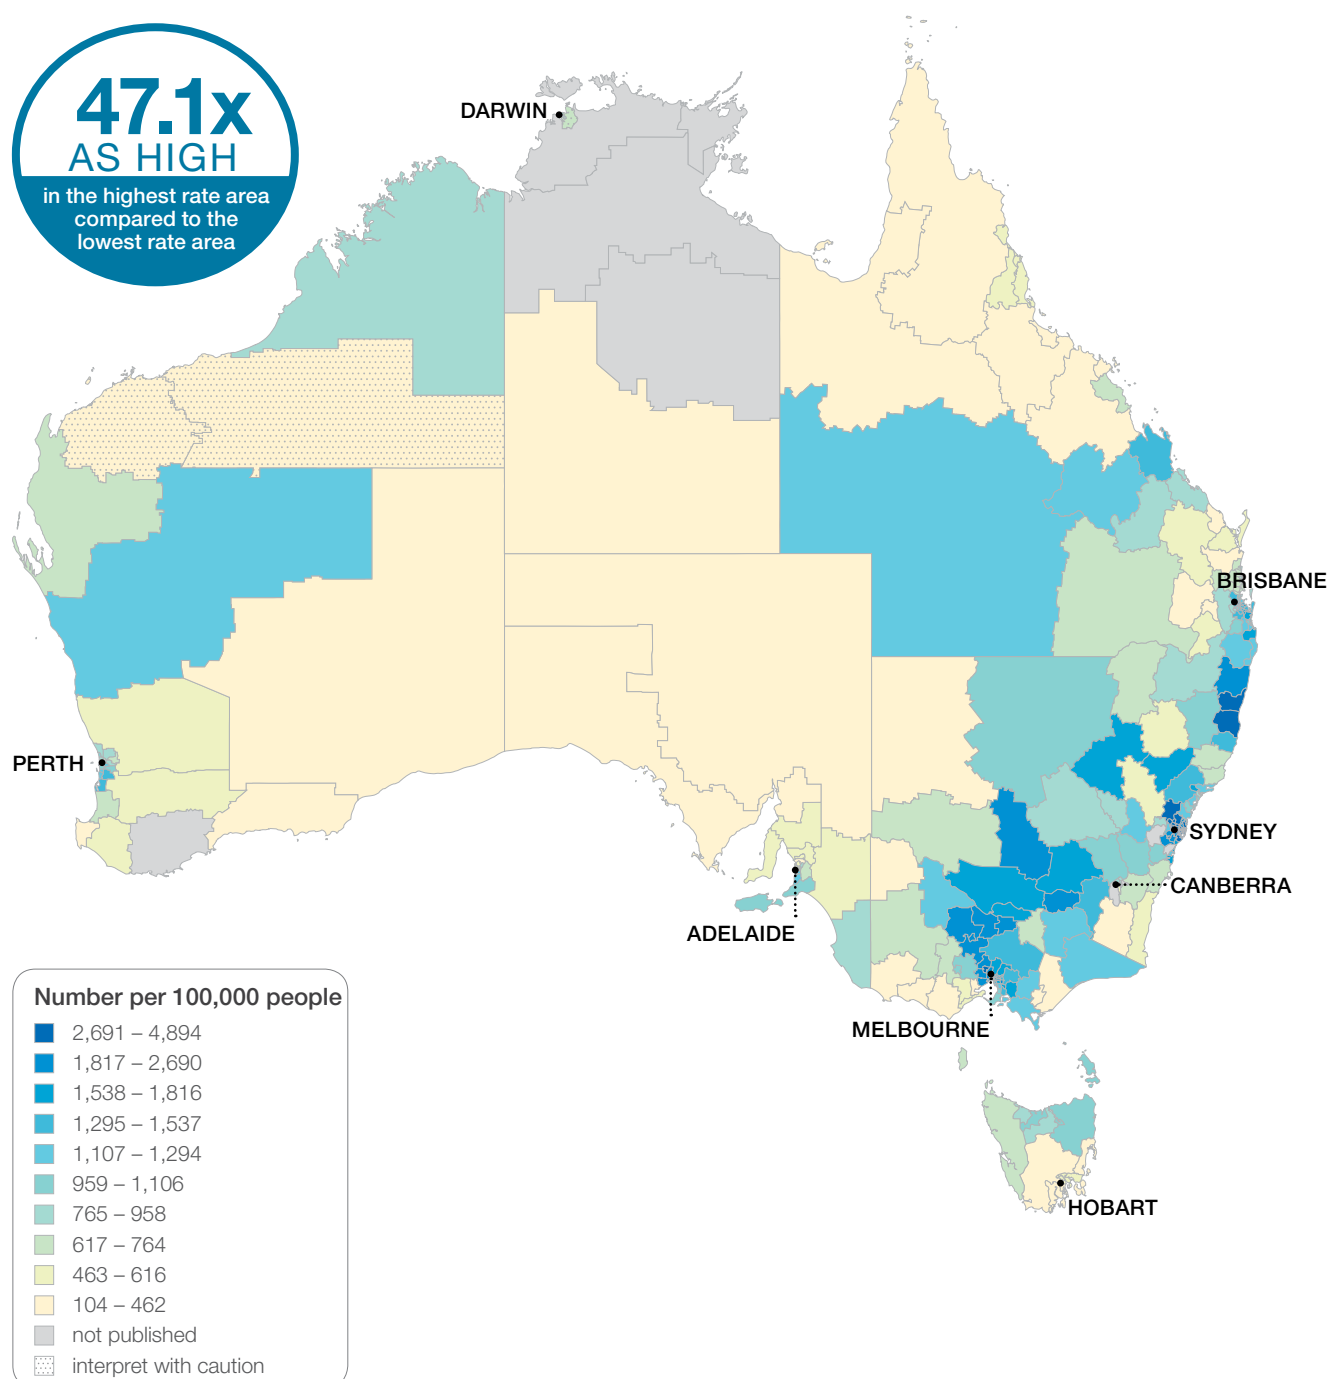 47.1x
AS HIGH
in the highest rate area
compared to the
lowest rate area
DARWIN
BRISBANE
PERTH
SYDNEY
CANBERRA
ADELAIDE
MELBOURNE
HOBART
Number per 100,000 people
2,691 – 4,894
1,817 – 2,690
1,538 – 1,816
1,295 – 1,537
1,107 – 1,294
959 – 1,106
765 – 958
617 – 764
463 – 616
104 – 462
not published
interpret with caution